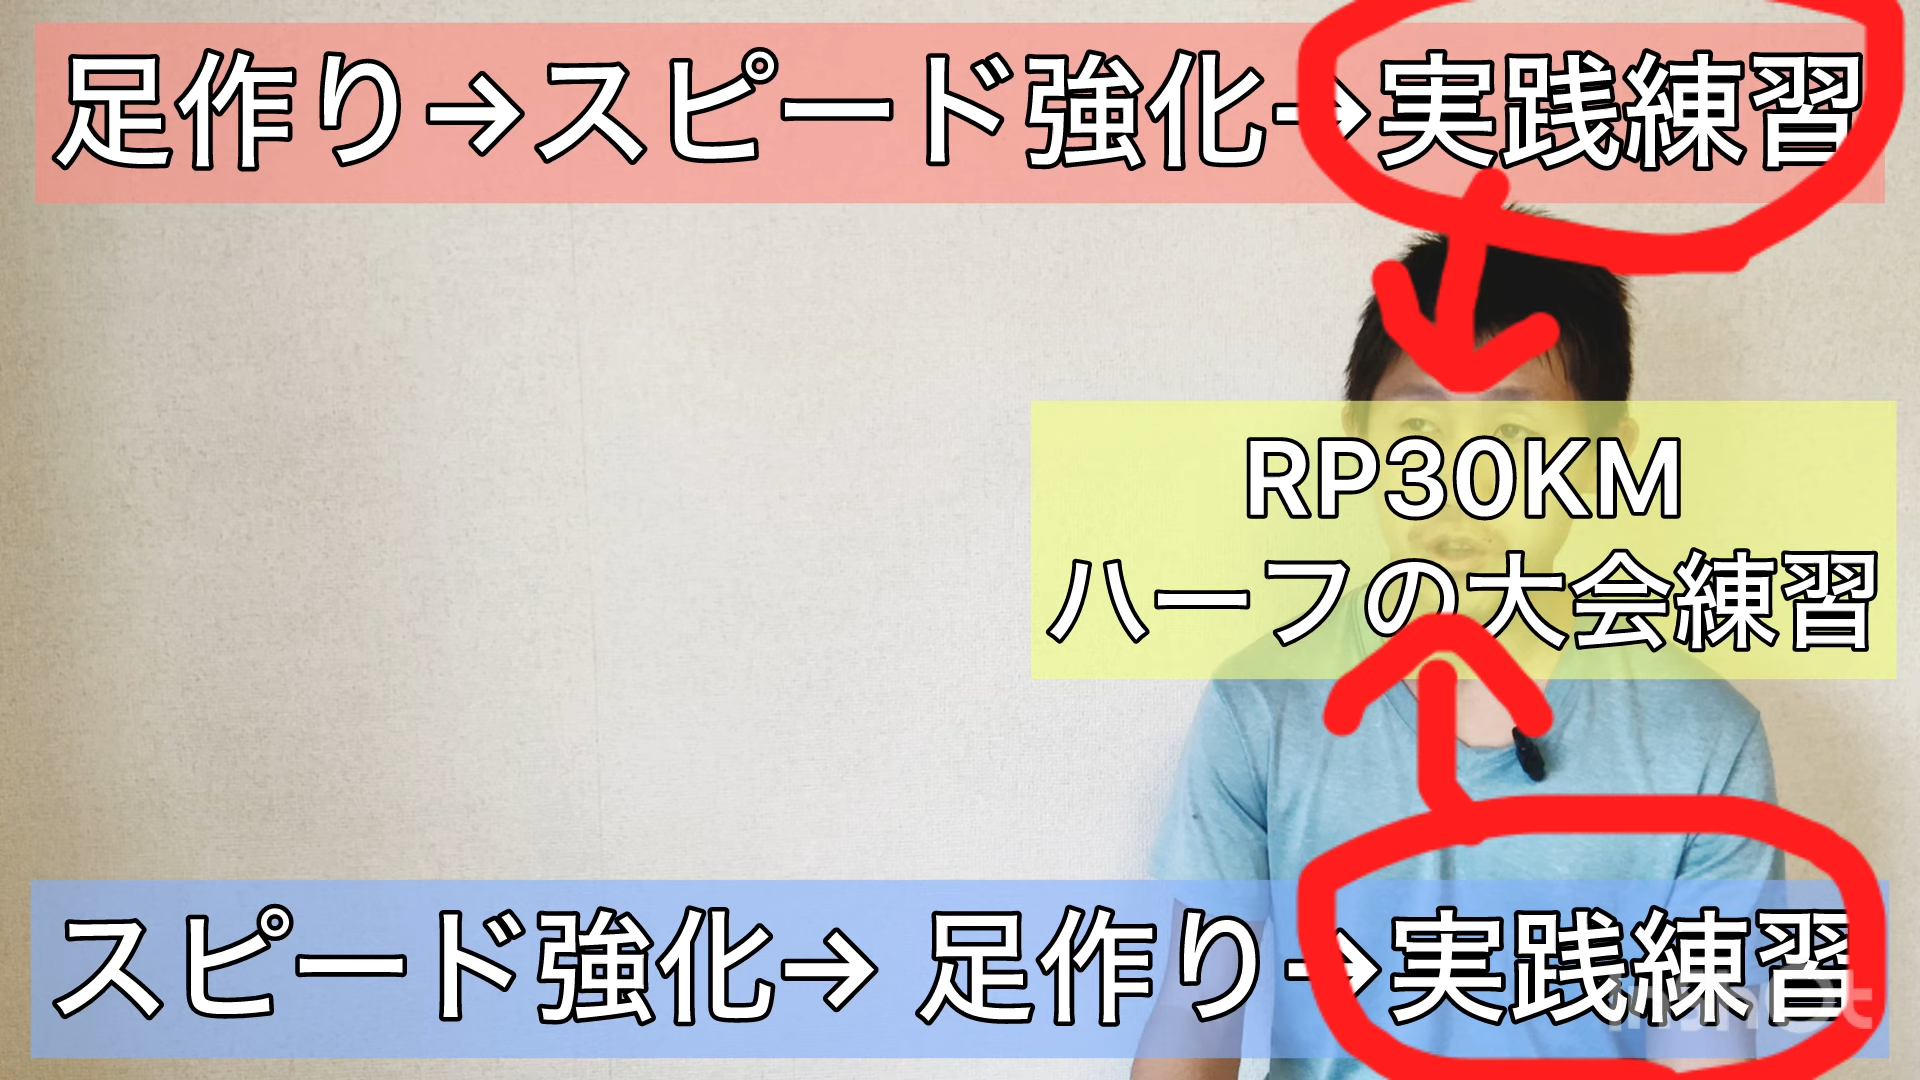 足作り→スピード強化→実践練習
RP30KM
ハーフの大会練習
スピード強化→ 足作り→実践練習